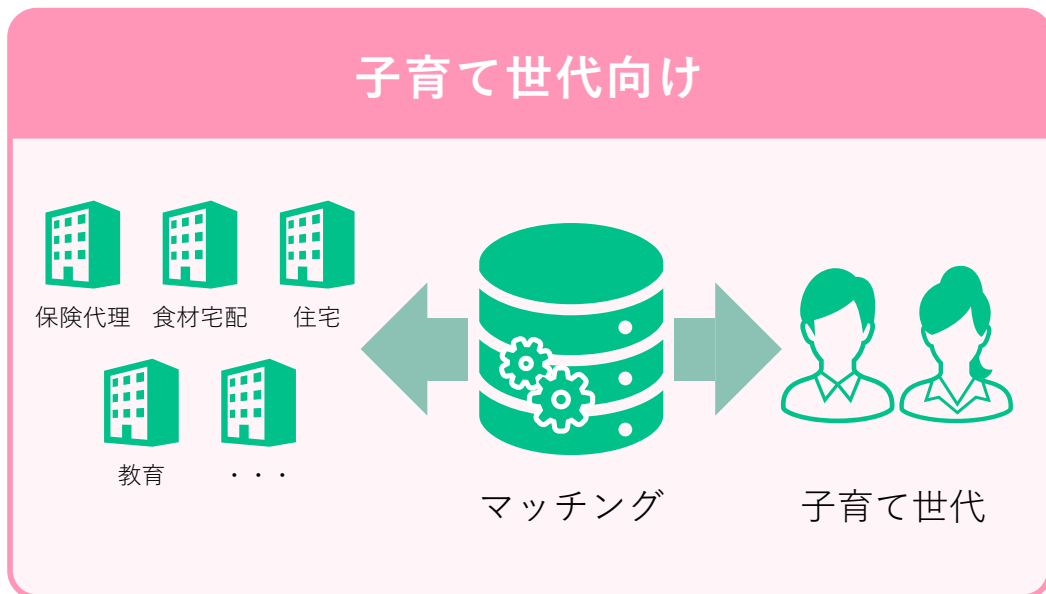 子育て世代向け
保険代理
食材宅配
住宅
教育
・・・
マッチング
子育て世代